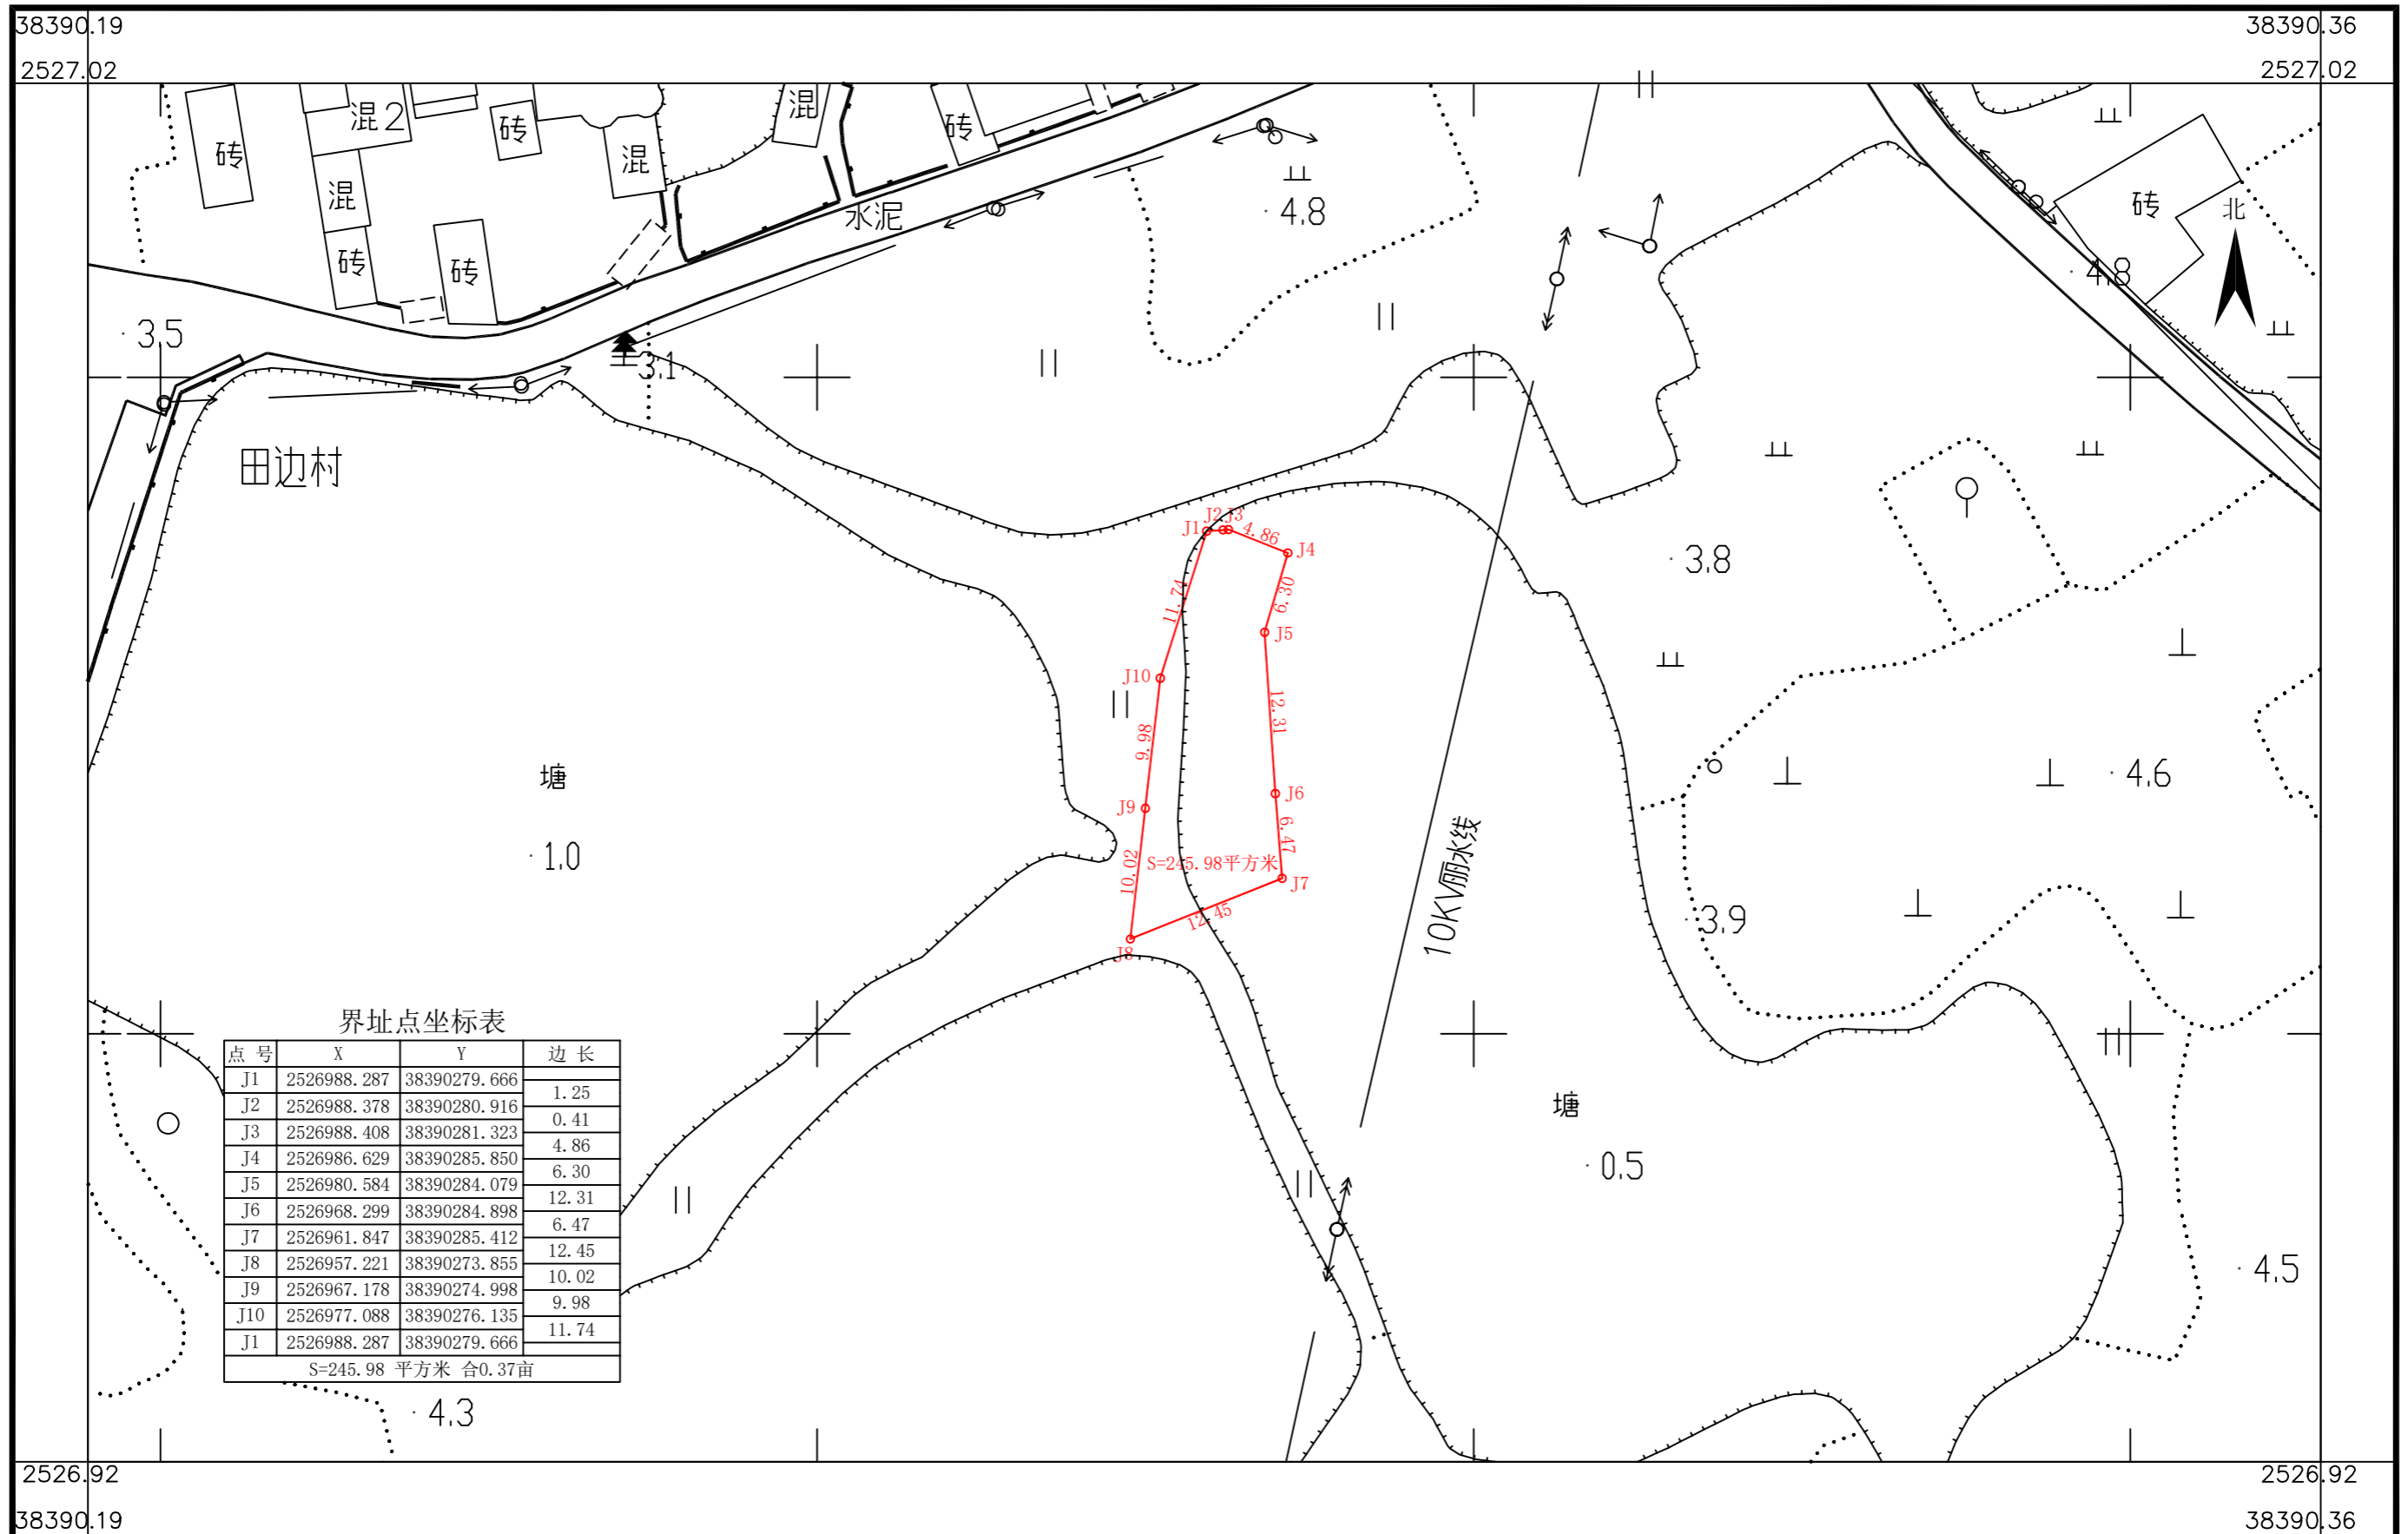 38390.19
38390.36
2527.02
2527.02
混2
混
砖
砖
砖
混
混
砖
砖
砖
水泥
4.8
砖
北
4.8
3.5
3.1
田边村
J1
J2
J3
4.86
J4
3.8
11.74
6.30
J5
J10
12.31
9.98
塘
4.6
J9
J6
10KV丽水线
6.47
1.0
10.02
S=245.98平方米
J7
12.45
3.9
J8
界址点坐标表
点 号 X Y 边 长
J1 2526988.287 38390279.666
1.25
J2 2526988.378 38390280.916
0.41
J3 2526988.408 38390281.323
4.86
J4 2526986.629 38390285.850
6.30
J5 2526980.584 38390284.079
12.31
J6 2526968.299 38390284.898
6.47
J7 2526961.847 38390285.412
12.45
J8 2526957.221 38390273.855
10.02
J9 2526967.178 38390274.998
9.98
J10 2526977.088 38390276.135
11.74
J1 2526988.287 38390279.666
S=245.98 平方米 合0.37亩
塘
0.5
4.5
4.3
2526.92
2526.92
38390.19
38390.36